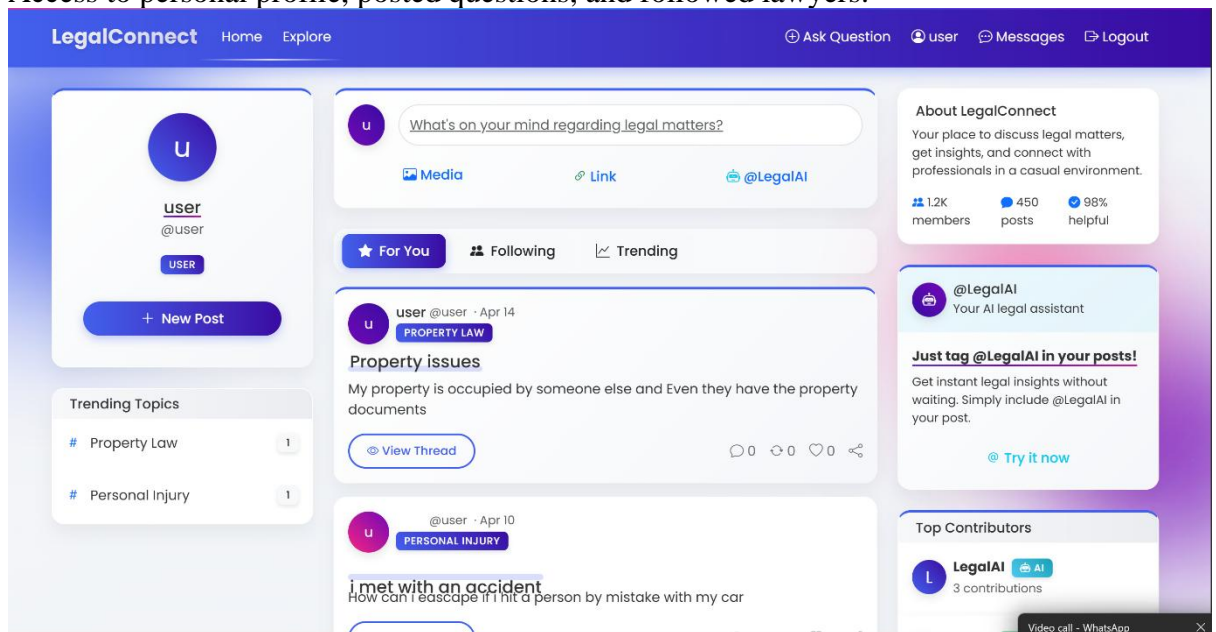 Access to personal profile, posted questions, and followed lawyers.
LegalConnect Home Explore Ask Question user Messages Logout
u
user
@user
USER
+ New Post
Trending Topics
# Property Law 1
# Personal Injury 1
u What's on your mind regarding legal matters?
Media Link @LegalAI
For You Following Trending
u
user @user · Apr 14
PROPERTY LAW
Property issues
My property is occupied by someone else and Even they have the property
documents
View Thread 0 0 0
u
@user · Apr 10
PERSONAL INJURY
i met with an accident
How can i eascape if i hit a person by mistake with my car
About LegalConnect
Your place to discuss legal matters,
get insights, and connect with
professionals in a casual environment.
1.2K 450 98%
members posts helpful
@LegalAI
Your AI legal assistant
Just tag @LegalAI in your posts!
Get instant legal insights without
waiting. Simply include @LegalAI in
your post.
@ Try it now
Top Contributors
L
LegalAI AI
3 contributions
Video call - WhatsApp